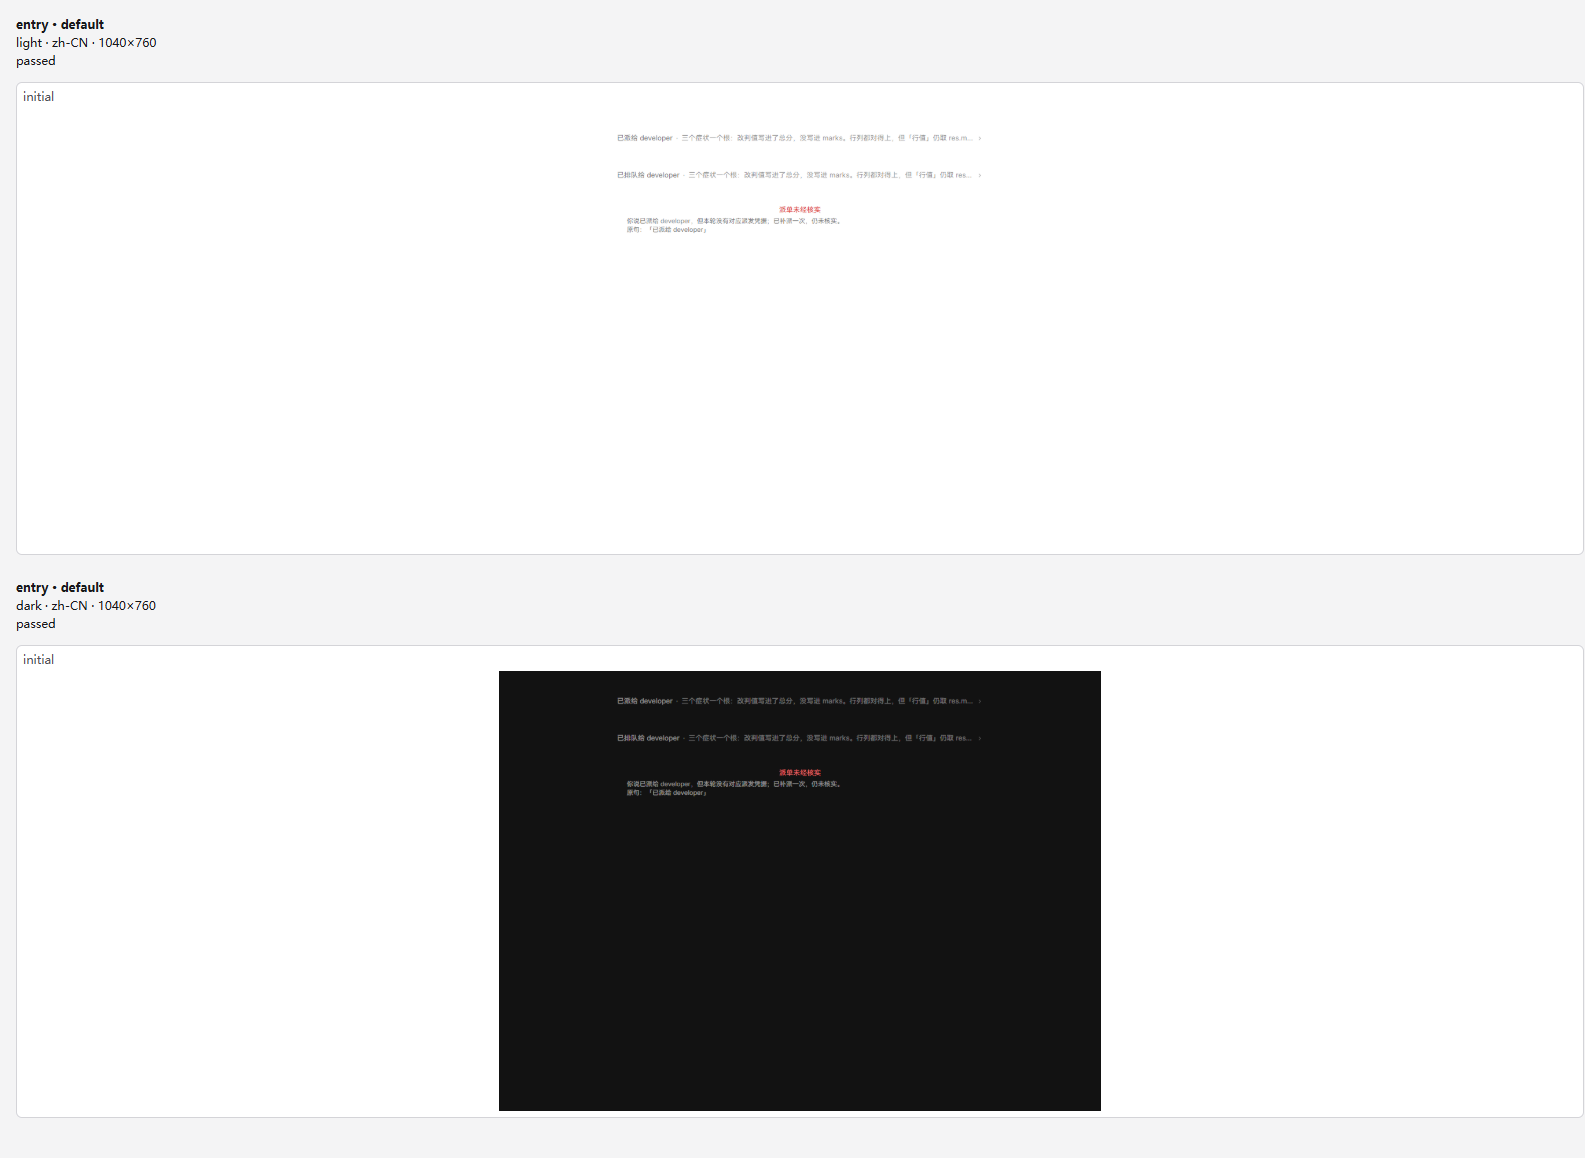 entry • default
light · zh-CN · 1040×760
passed
initial
已派给 developer · 三个症状一个根：改判值写进了总分，没写进 marks。行列都对得上，但「行值」仍取 res.m... ›
已排队给 developer · 三个症状一个根：改判值写进了总分，没写进 marks。行列都对得上，但「行值」仍取 res... ›
派单未经核实
你说已派给 developer，但本轮没有对应派发凭据；已补派一次，仍未核实。
原句：「已派给 developer」
entry • default
dark · zh-CN · 1040×760
passed
initial
已派给 developer · 三个症状一个根：改判值写进了总分，没写进 marks。行列都对得上，但「行值」仍取 res.m... ›
已排队给 developer · 三个症状一个根：改判值写进了总分，没写进 marks。行列都对得上，但「行值」仍取 res... ›
派单未经核实
你说已派给 developer，但本轮没有对应派发凭据；已补派一次，仍未核实。
原句：「已派给 developer」